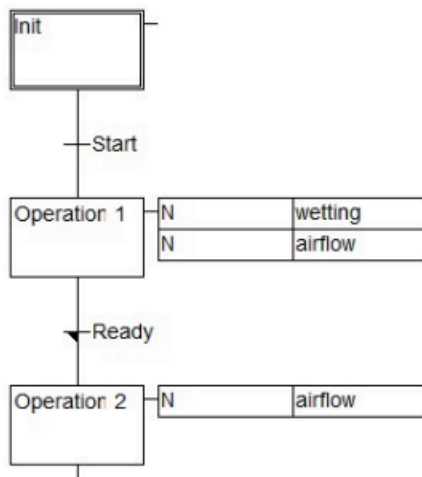 Init
Start
Operation 1
N wetting
N airflow
Ready
Operation 2
N airflow